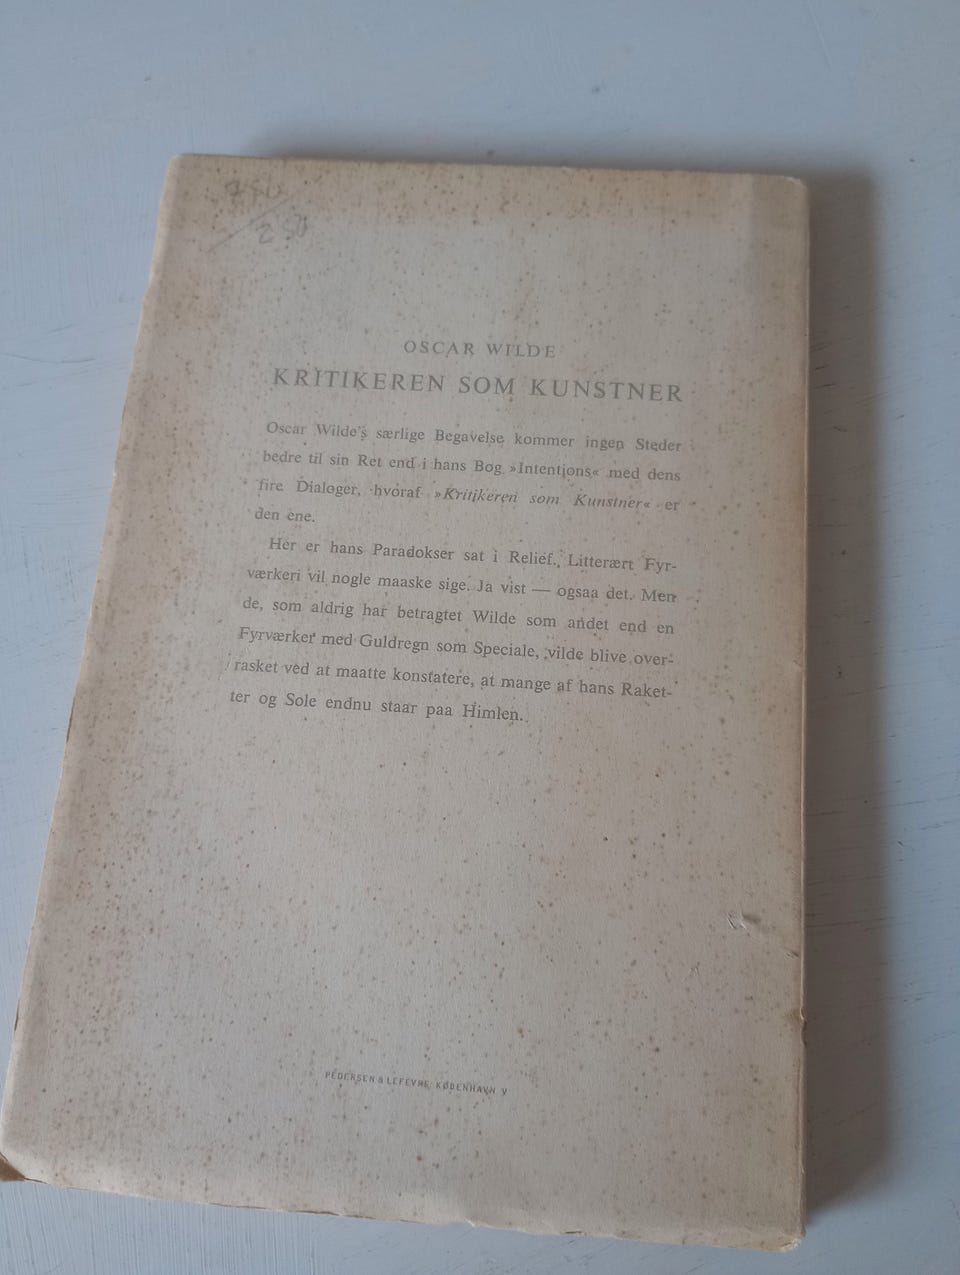 250
OSCAR WILDE
KRITIKEREN SOM KUNSTNER
Oscar Wilde's særlige Begavelse kommer ingen Steder
bedre til sin Ret end i hans Bog »Intentions« med dens
fire Dialoger, hvoraf »Kritikeren som Kunstner« er
den ene.
Her er hans Paradokser sat i Relief. Litterært Fyr-
værkeri vil nogle maaske sige. Ja vist — ogsaa det. Men
de, som aldrig har betragtet Wilde som andet end en
Fyrværker med Guldregn som Speciale, vilde blive over-
rasket ved at maatte konstatere, at mange af hans Raket-
ter og Sole endnu staar paa Himlen.
PEDERSEN & LEFEVRE, KØBENHAVN V